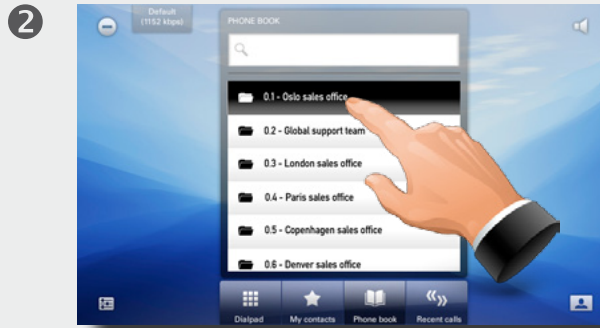 2
Default
(1152 kbps)
PHONE BOOK
0.1 - Oslo sales office
0.2 - Global support team
0.3 - London sales office
0.4 - Paris sales office
0.5 - Copenhagen sales office
0.6 - Denver sales office
Dialpad My contacts Phone book Recent calls